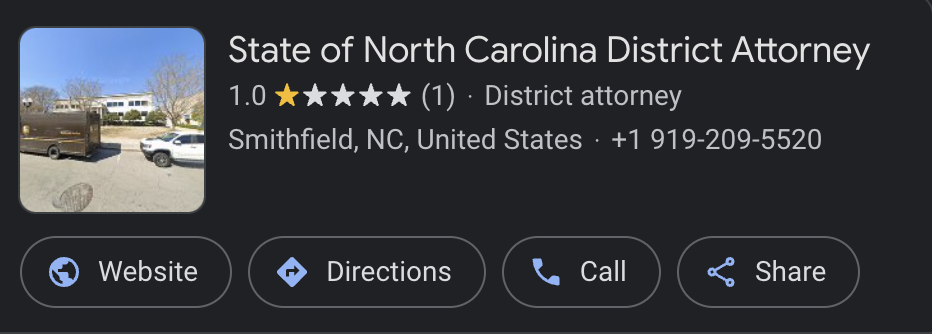 State of North Carolina District Attorney
1.0 ★★★★★ (1) · District attorney
Smithfield, NC, United States · +1 919-209-5520
Website
Directions
Call
Share